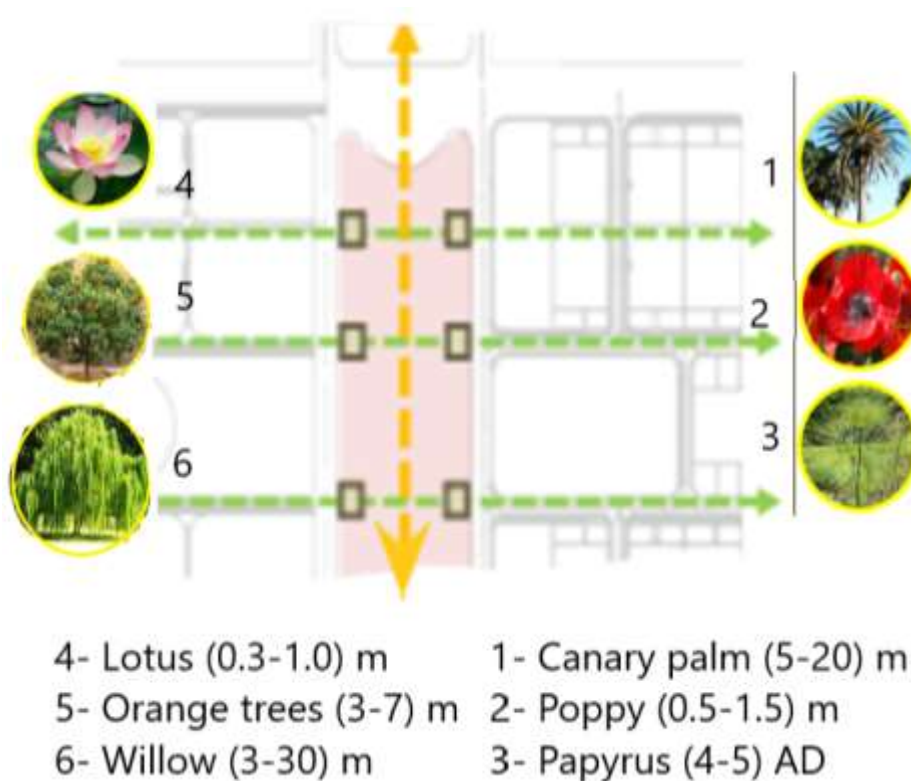 4
1
5
2
6
3
4- Lotus (0.3-1.0) m
1- Canary palm (5-20) m
5- Orange trees (3-7) m
2- Poppy (0.5-1.5) m
6- Willow (3-30) m
3- Papyrus (4-5) AD